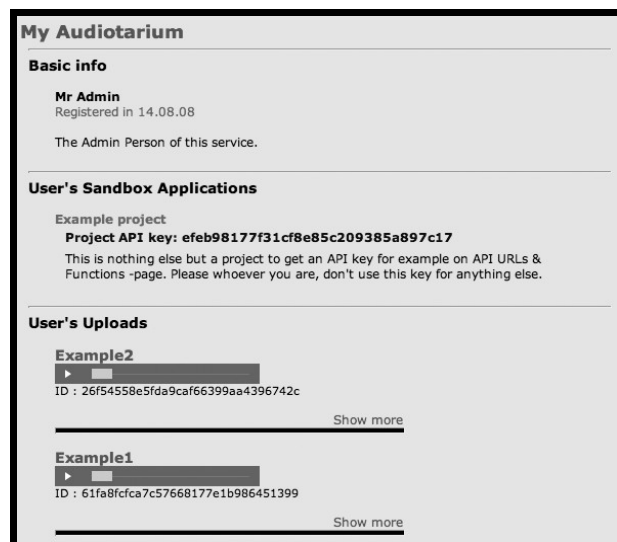 My Audiotarium
Basic info
Mr Admin
Registered in 14.08.08
The Admin Person of this service.
User's Sandbox Applications
Example project
Project API key: efeb98177f31cf8e85c209385a897c17
This is nothing else but a project to get an API key for example on API URLs &
Functions -page. Please whoever you are, don't use this key for anything else.
User's Uploads
Example2
ID : 26f54558e5fda9caf66399aa4396742c
Show more
Example1
ID : 61fa8fcfca7c57668177e1b986451399
Show more